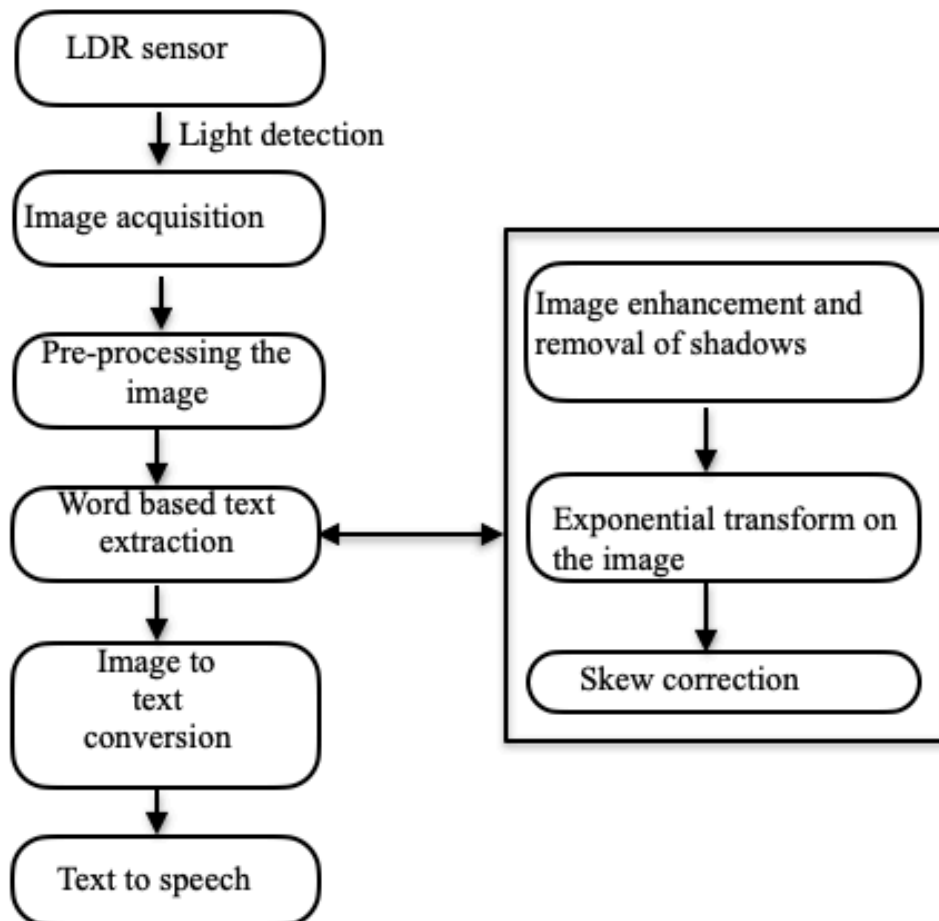 LDR sensor
Light detection
Image acquisition
Pre-processing the
image
Word based text
extraction
Image to
text
conversion
Text to speech
Image enhancement and
removal of shadows
Exponential transform on
the image
Skew correction